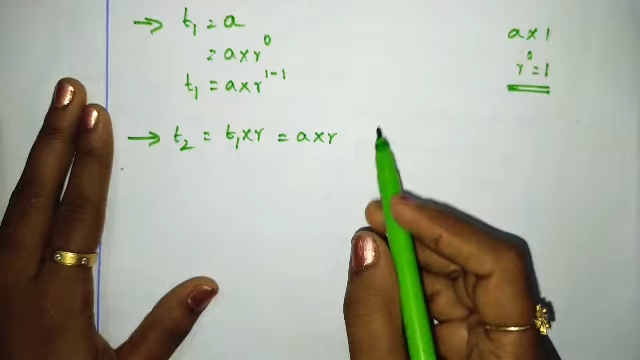 → t₁ = a
= a×r⁰
t₁ = a×r¹⁻¹
→ t₂ = t₁×r = a×r
a×1
r⁰=1